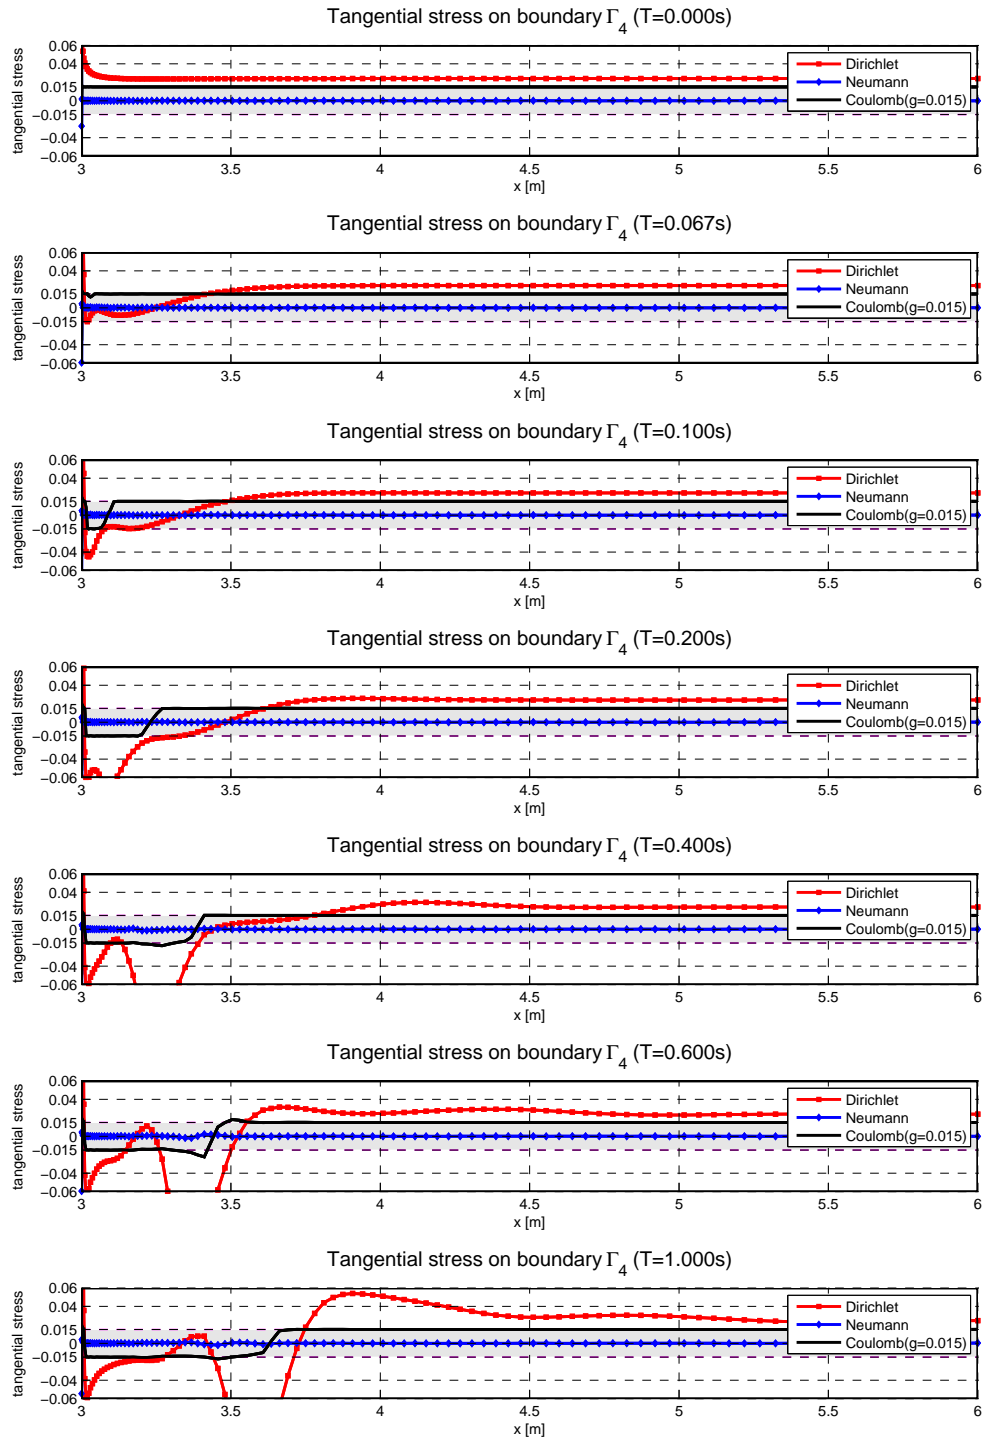 Tangential stress on boundary Γ4 (T=0.000s)
tangential stress
0.06
0.04
0.015
0
−0.015
−0.04
−0.06
Dirichlet
Neumann
Coulomb(g=0.015)
3 3.5 4 4.5 5 5.5 6
x [m]
Tangential stress on boundary Γ4 (T=0.067s)
tangential stress
0.06
0.04
0.015
0
−0.015
−0.04
−0.06
Dirichlet
Neumann
Coulomb(g=0.015)
3 3.5 4 4.5 5 5.5 6
x [m]
Tangential stress on boundary Γ4 (T=0.100s)
tangential stress
0.06
0.04
0.015
0
−0.015
−0.04
−0.06
Dirichlet
Neumann
Coulomb(g=0.015)
3 3.5 4 4.5 5 5.5 6
x [m]
Tangential stress on boundary Γ4 (T=0.200s)
tangential stress
0.06
0.04
0.015
0
−0.015
−0.04
−0.06
Dirichlet
Neumann
Coulomb(g=0.015)
3 3.5 4 4.5 5 5.5 6
x [m]
Tangential stress on boundary Γ4 (T=0.400s)
tangential stress
0.06
0.04
0.015
0
−0.015
−0.04
−0.06
Dirichlet
Neumann
Coulomb(g=0.015)
3 3.5 4 4.5 5 5.5 6
x [m]
Tangential stress on boundary Γ4 (T=0.600s)
tangential stress
0.06
0.04
0.015
0
−0.015
−0.04
−0.06
Dirichlet
Neumann
Coulomb(g=0.015)
3 3.5 4 4.5 5 5.5 6
x [m]
Tangential stress on boundary Γ4 (T=1.000s)
tangential stress
0.06
0.04
0.015
0
−0.015
−0.04
−0.06
Dirichlet
Neumann
Coulomb(g=0.015)
3 3.5 4 4.5 5 5.5 6
x [m]